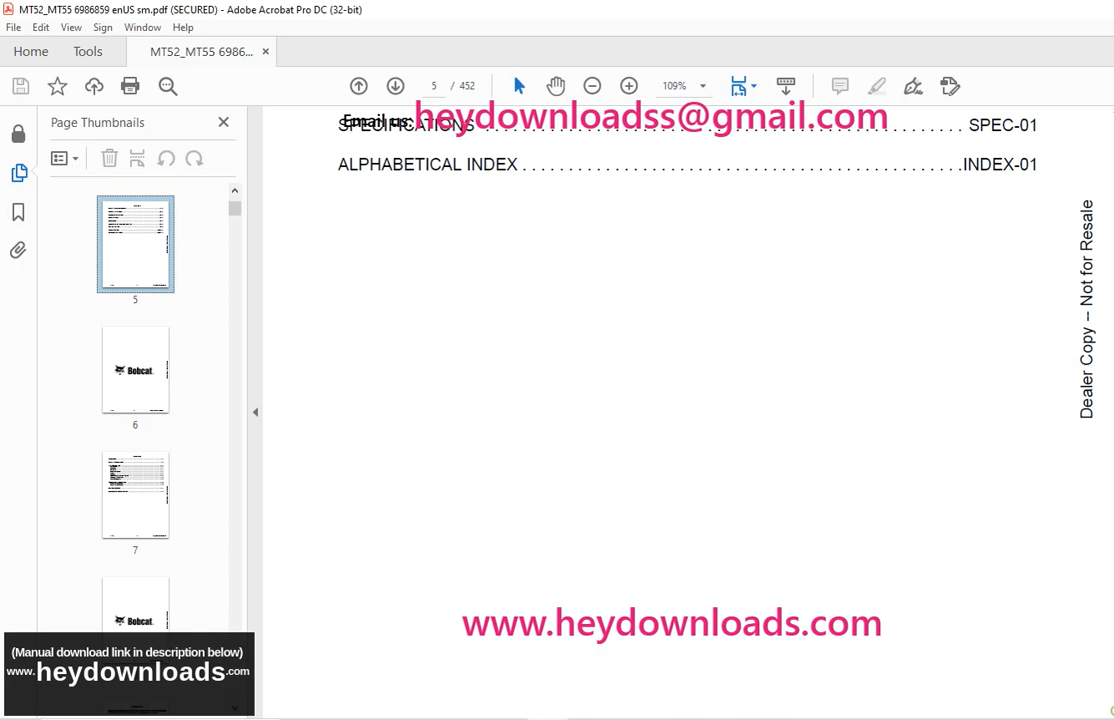 MT52_MT55 6986859 enUS sm.pdf (SECURED) - Adobe Acrobat Pro DC (32-bit)
File Edit View Sign Window Help
Home Tools MT52_MT55 6986... ×
5 / 452 109%
Page Thumbnails
Email us: heydownloadss@gmail.com
SPECIFICATIONS . . . . . . . . . . . . . . . . . . . . . . . . . . . . . . . . . . . . . . . . . . . . . . . . SPEC-01
ALPHABETICAL INDEX . . . . . . . . . . . . . . . . . . . . . . . . . . . . . . . . . . . . . . . . . . . . INDEX-01
Dealer Copy – Not for Resale
5
Bobcat
6
7
Bobcat
www.heydownloads.com
(Manual download link in description below)
www.heydownloads.com